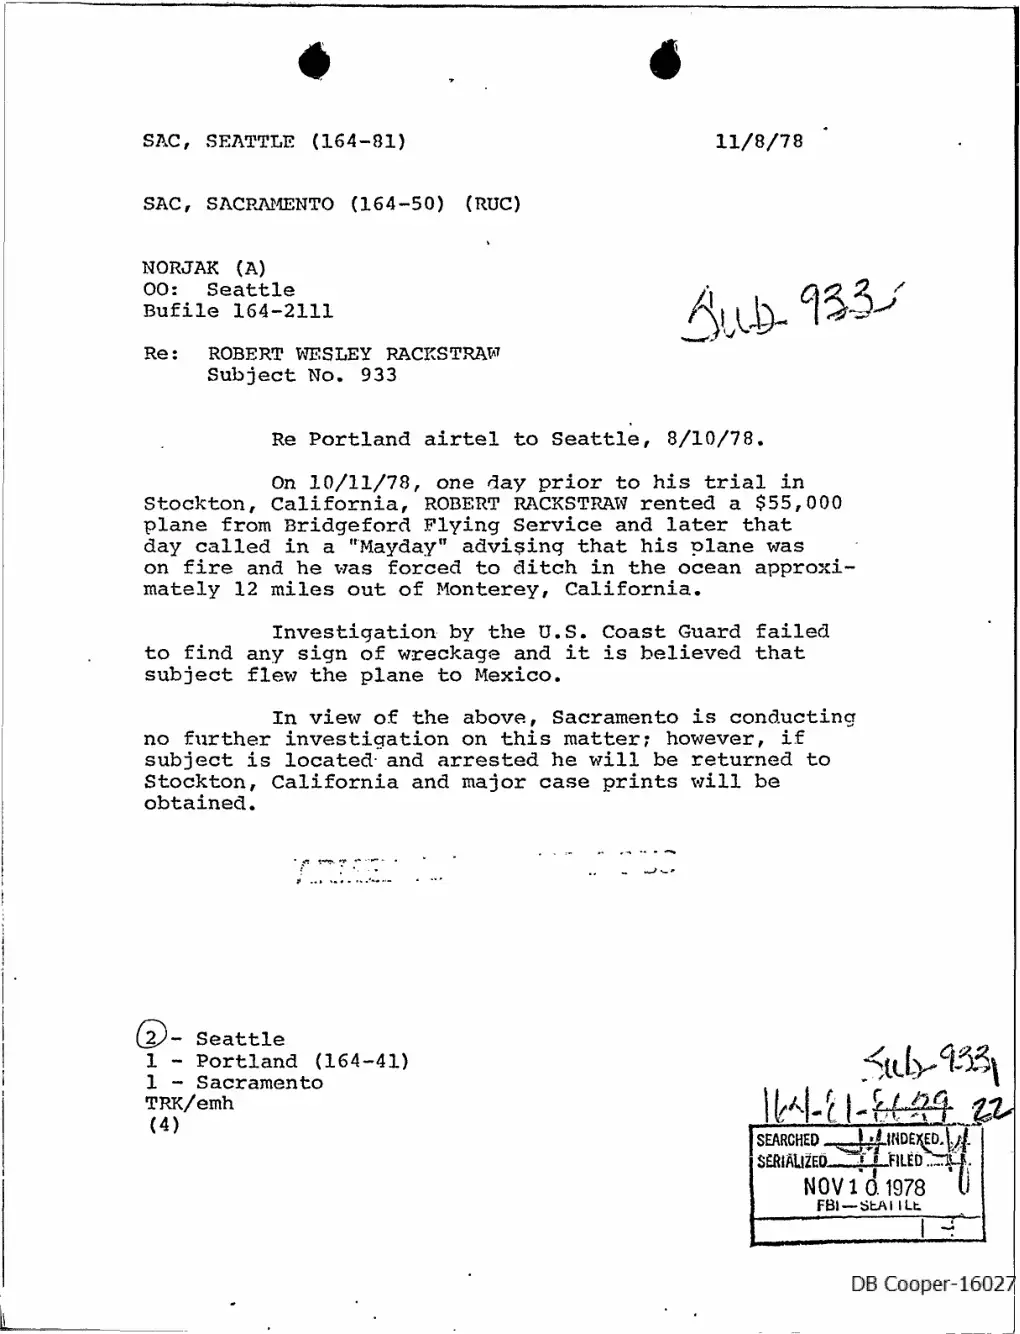 SAC, SEATTLE (164-81) 11/8/78
SAC, SACRAMENTO (164-50) (RUC)
NORJAK (A)
OO: Seattle
Bufile 164-2111
Sub 933
Re: ROBERT WESLEY RACKSTRAW
Subject No. 933
Re Portland airtel to Seattle, 8/10/78.
On 10/11/78, one day prior to his trial in
Stockton, California, ROBERT RACKSTRAW rented a $55,000
plane from Bridgeford Flying Service and later that
day called in a "Mayday" advising that his plane was
on fire and he was forced to ditch in the ocean approxi-
mately 12 miles out of Monterey, California.
Investigation by the U.S. Coast Guard failed
to find any sign of wreckage and it is believed that
subject flew the plane to Mexico.
In view of the above, Sacramento is conducting
no further investigation on this matter; however, if
subject is located and arrested he will be returned to
Stockton, California and major case prints will be
obtained.
2 - Seattle
1 - Portland (164-41)
1 - Sacramento
TRK/emh
(4)
Sub 933
22
SEARCHED INDEXED
SERIALIZED FILED
NOV 10 1978
FBI—SEATTLE
DB Cooper-16027